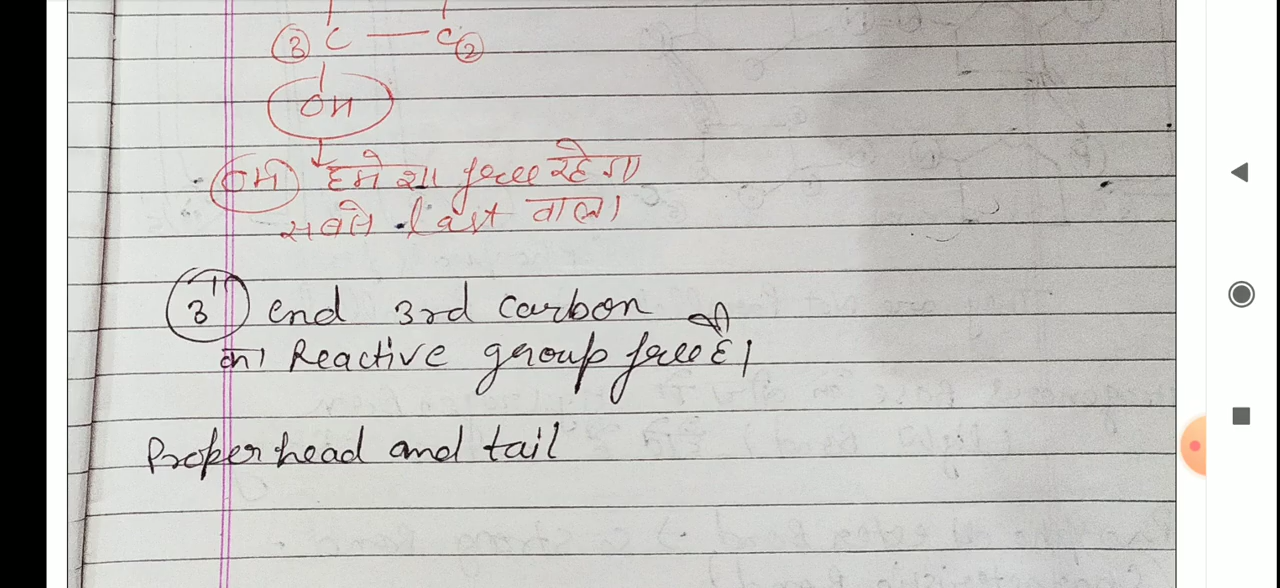 ③ C — C②
OH
OH हमेशा free रहेगा
सबसे last वाला
3' end 3rd carbon की
का Reactive group free है।
Proper head and tail